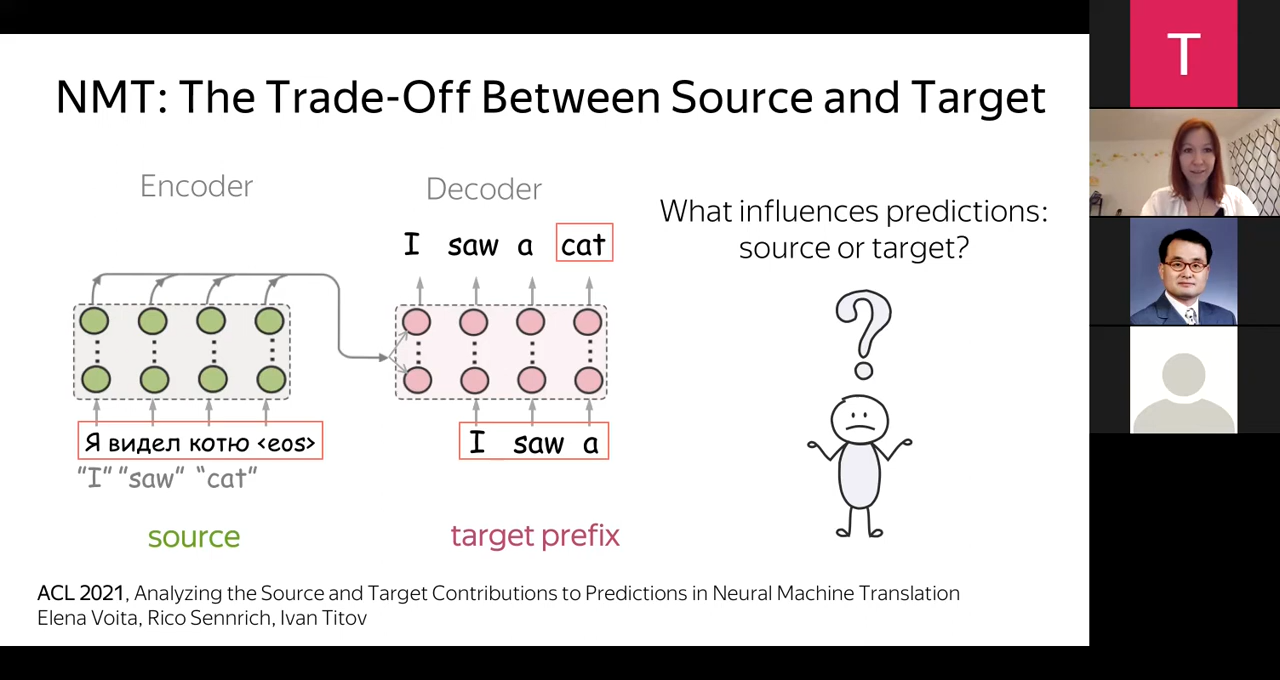 NMT: The Trade-Off Between Source and Target
T
Encoder
Decoder
What influences predictions:
source or target?
I saw a cat
?
Я видел котю <eos>
I saw a
"I" "saw" "cat"
source
target prefix
ACL 2021, Analyzing the Source and Target Contributions to Predictions in Neural Machine Translation
Elena Voita, Rico Sennrich, Ivan Titov